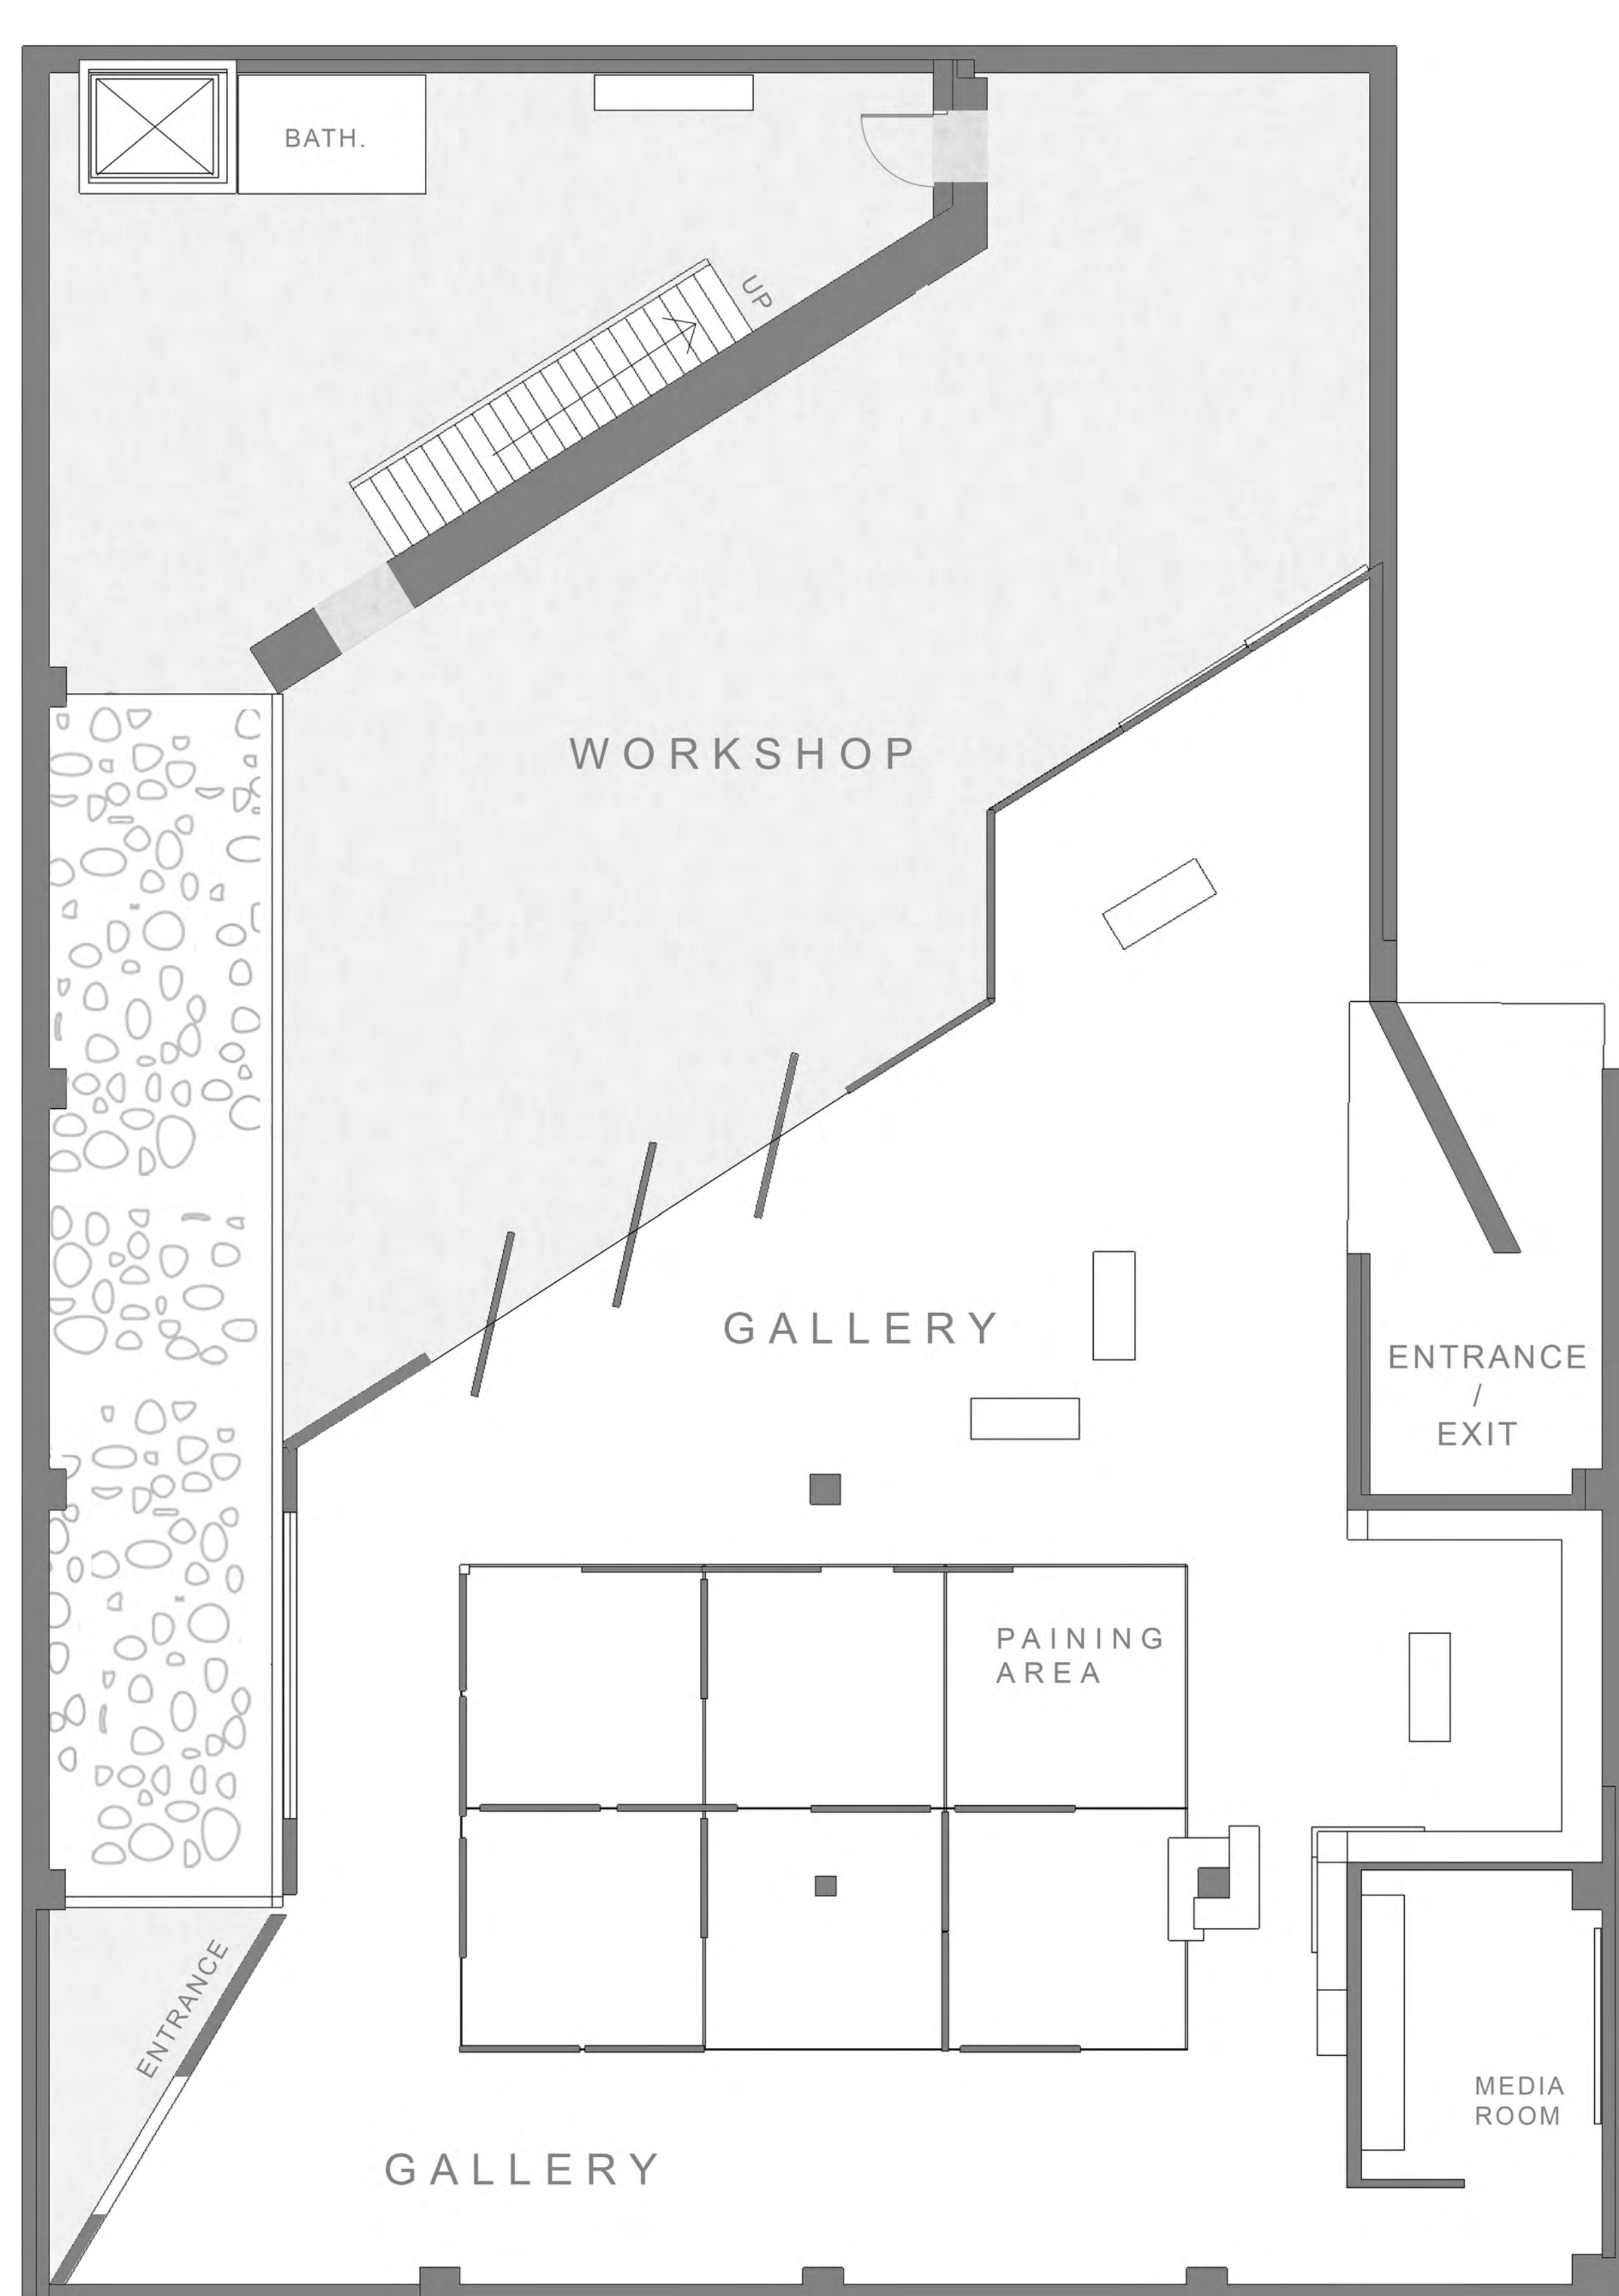 BATH.
UP
WORKSHOP
GALLERY
ENTRANCE
/
EXIT
PAINING
AREA
ENTRANCE
MEDIA
ROOM
GALLERY